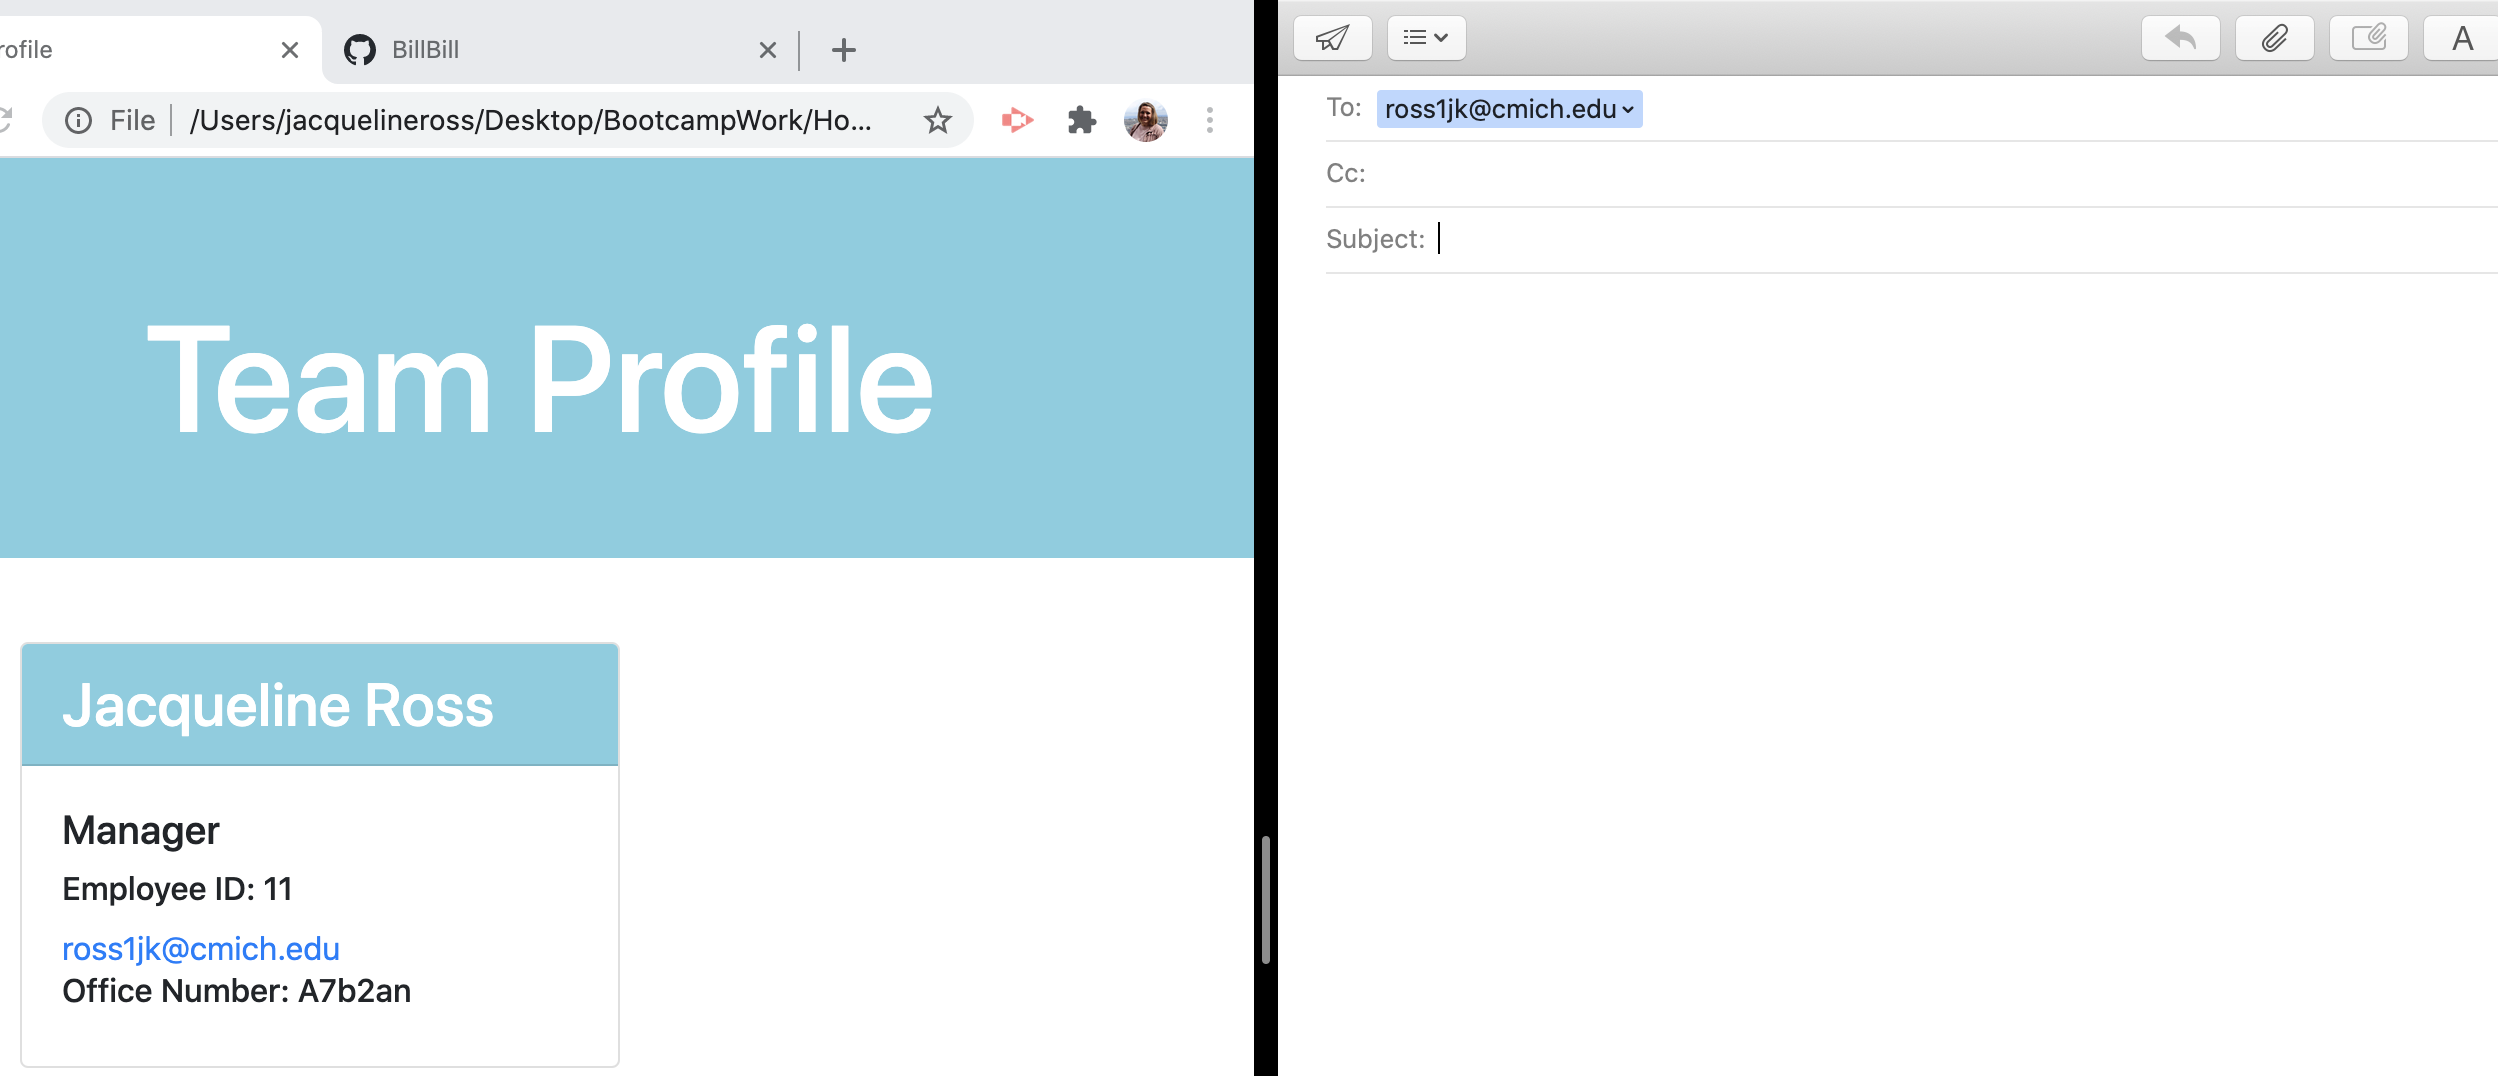 rofile
BillBill
File /Users/jacquelineross/Desktop/BootcampWork/Ho...
Team Profile
Jacqueline Ross
Manager
Employee ID: 11
ross1jk@cmich.edu
Office Number: A7b2an
A
To: ross1jk@cmich.edu
Cc:
Subject: